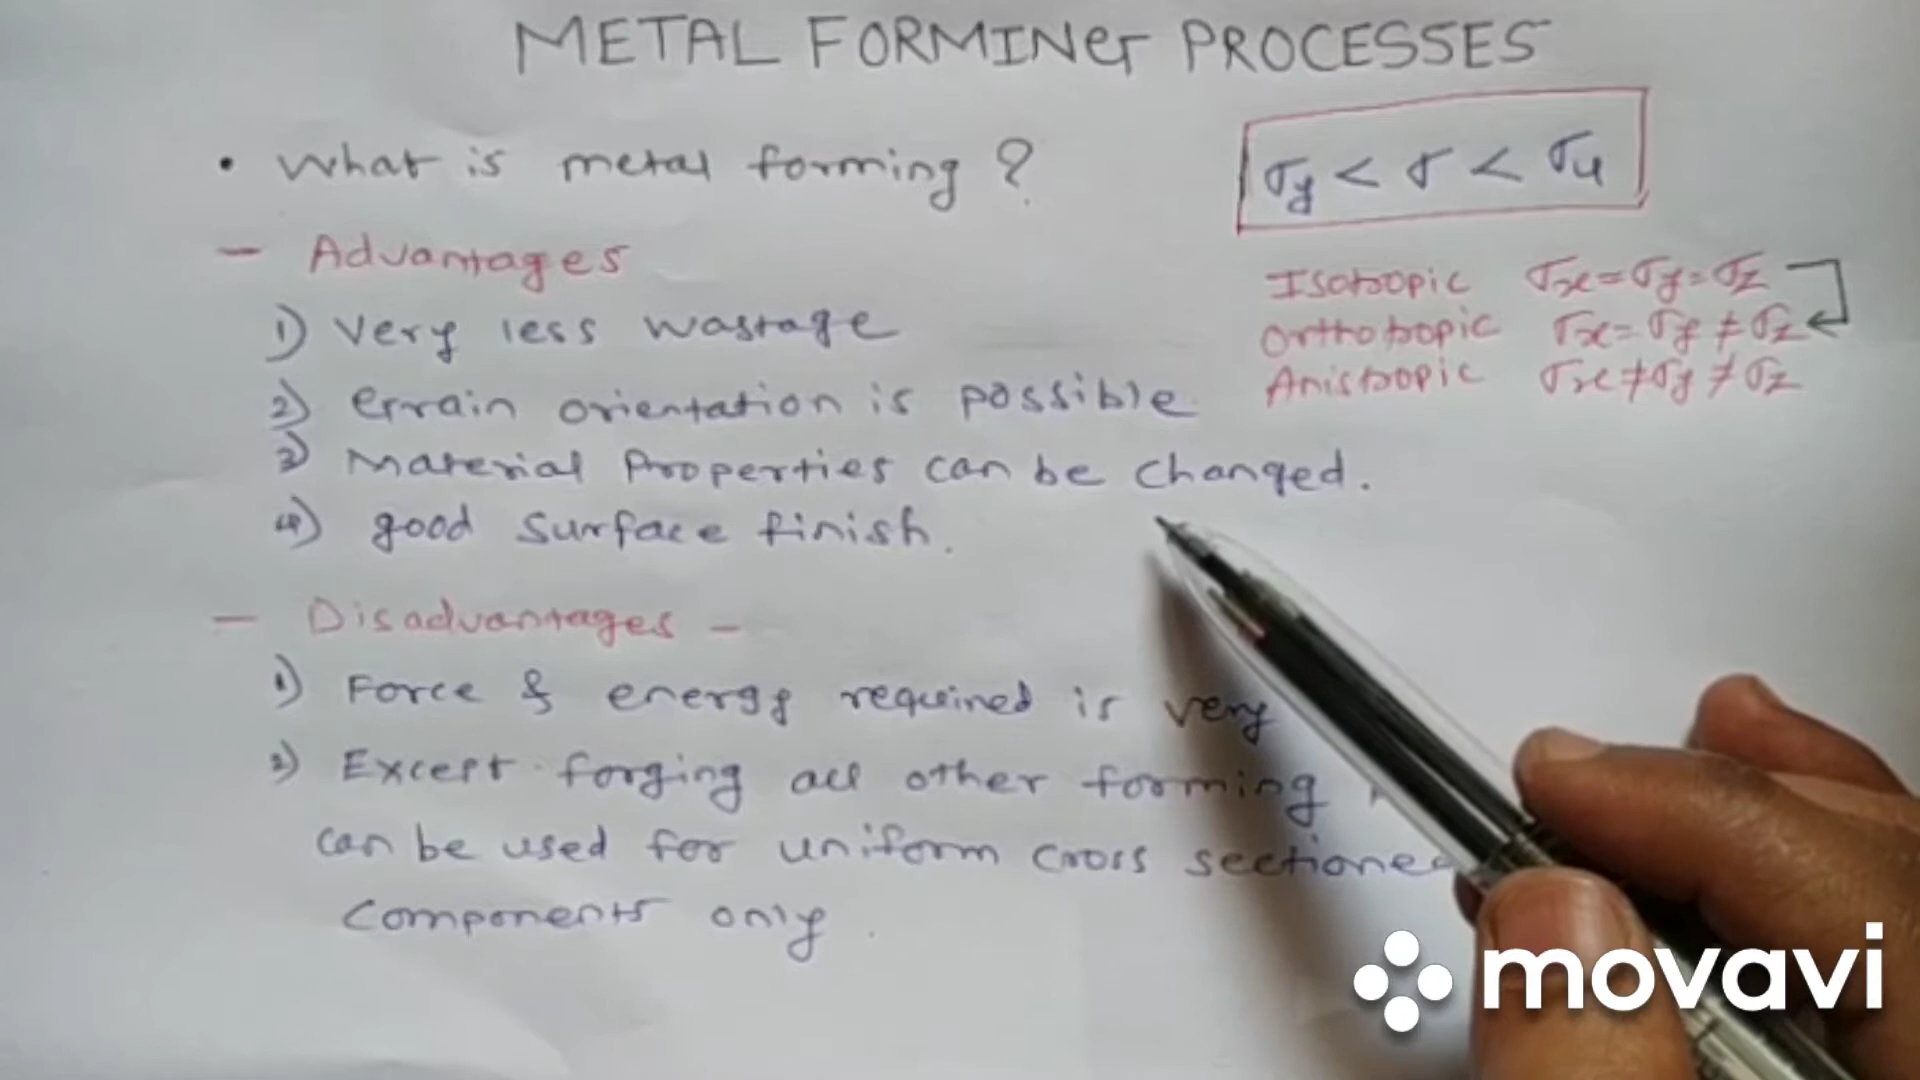 METAL FORMING PROCESSES
• What is metal forming ?
σy < σ < σu
- Advantages
Isotropic σx = σy = σz
1) Very less wastage
Orthotropic σx = σy ≠ σz
2) Grain orientation is possible
Anistropic σx ≠ σy ≠ σz
3) Material Properties can be changed.
4) good surface finish.
- Disadvantages -
1) Force & energy required is very
2) Except forging all other forming
can be used for uniform cross sectioned
components only.
movavi